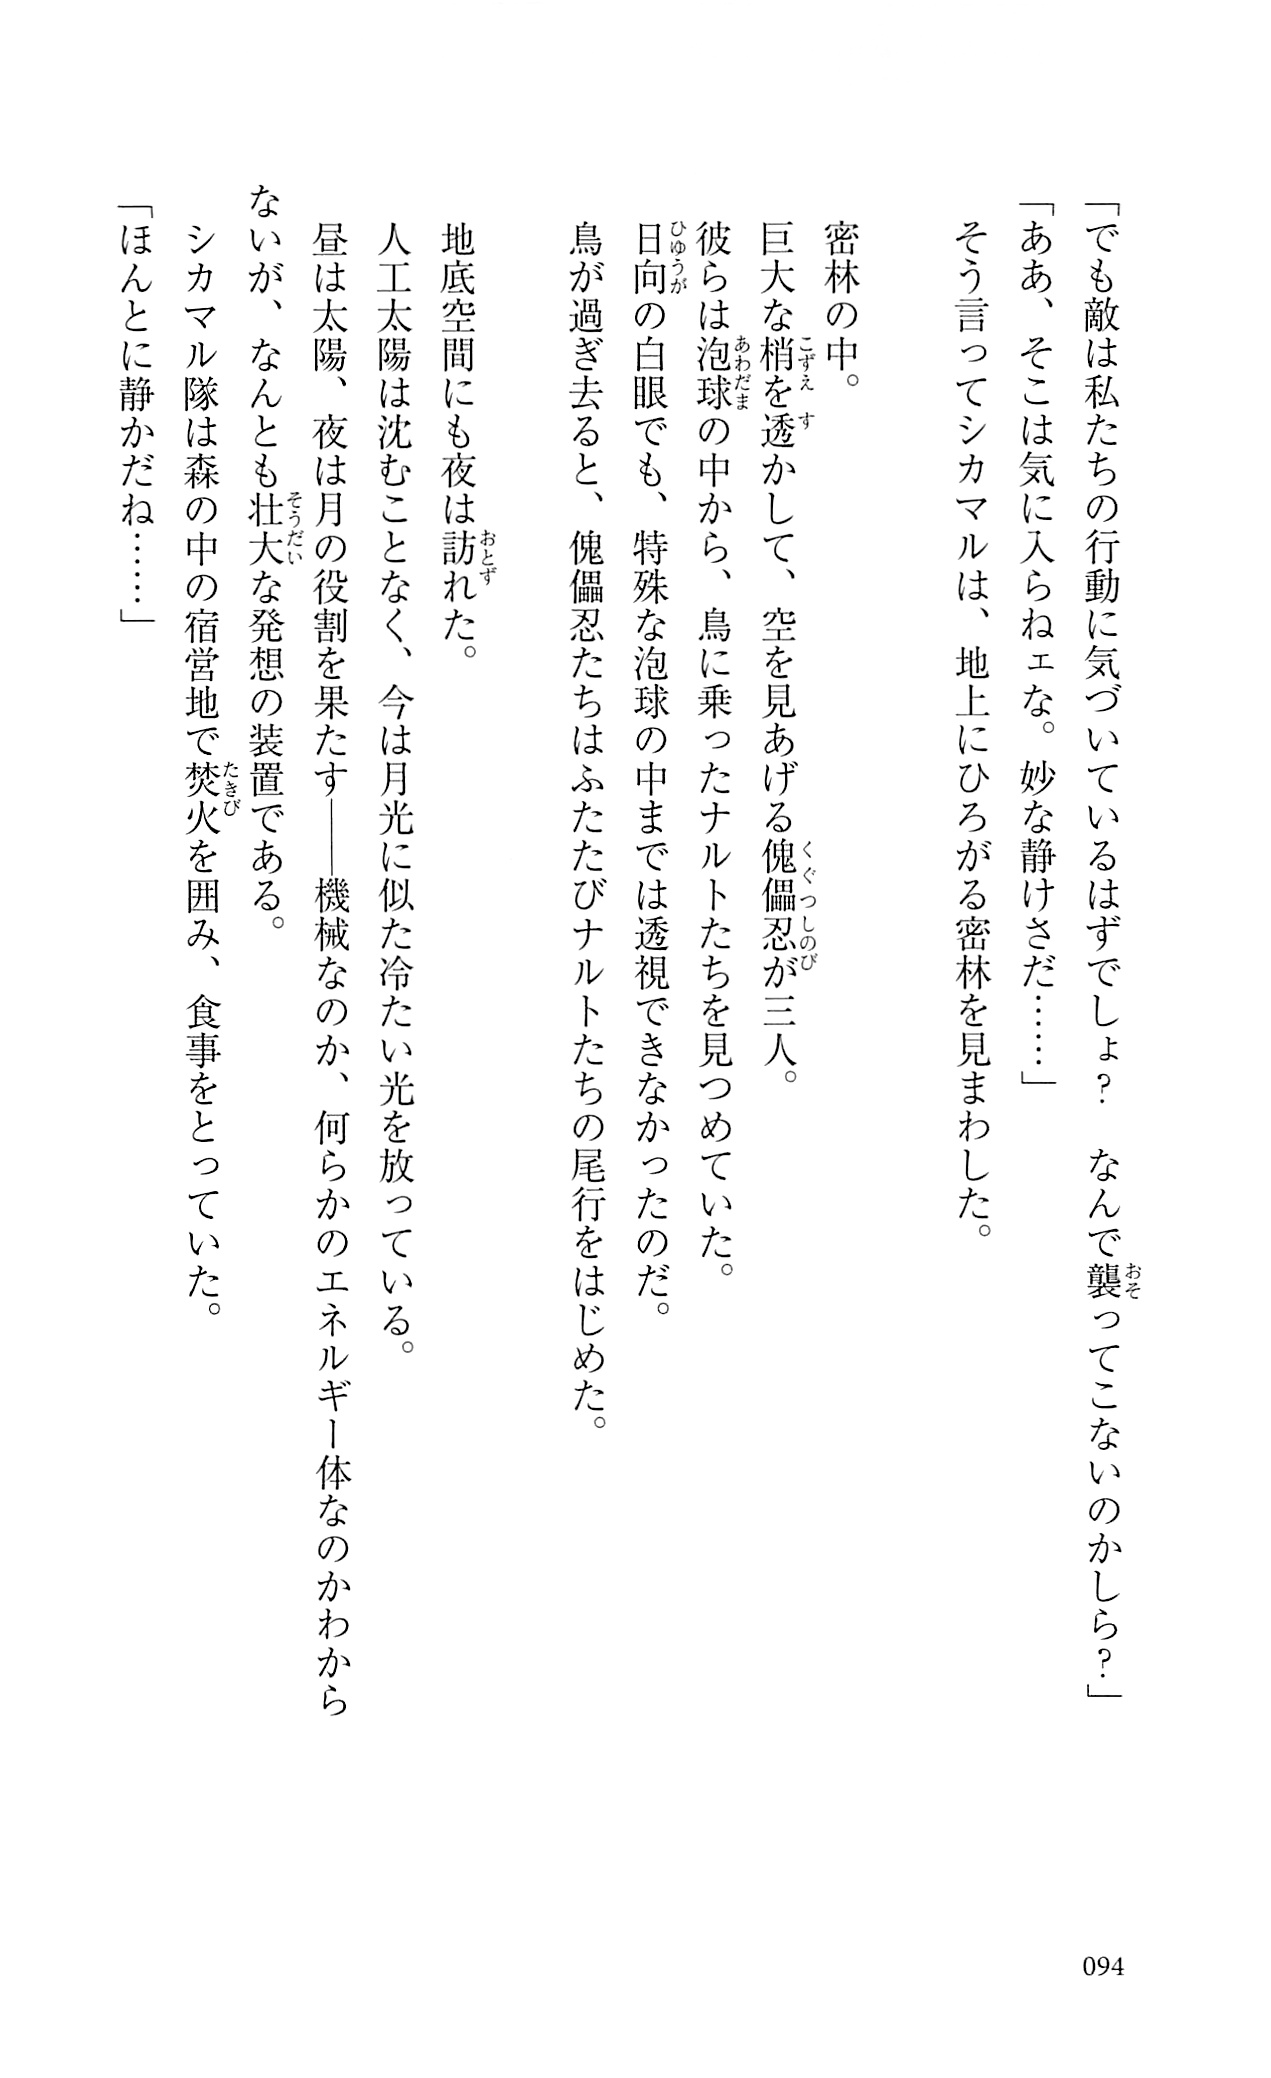 「でも敵は私たちの行動に気づいているはずでしょ？　なんで襲ってこないのかしら？」
「ああ、そこは気に入らねェな。妙な静けさだ……」
そう言ってシカマルは、地上にひろがる密林を見まわした。
密林の中。
巨大な梢を透かして、空を見あげる傀儡忍が三人。
彼らは泡球の中から、鳥に乗ったナルトたちを見つめていた。
日向の白眼でも、特殊な泡球の中までは透視できなかったのだ。
鳥が過ぎ去ると、傀儡忍たちはふたたびナルトたちの尾行をはじめた。
地底空間にも夜は訪れた。
人工太陽は沈むことなく、今は月光に似た冷たい光を放っている。
昼は太陽、夜は月の役割を果たす――機械なのか、何らかのエネルギー体なのかわから
ないが、なんとも壮大な発想の装置である。
シカマル隊は森の中の宿営地で焚火を囲み、食事をとっていた。
「ほんとに静かだね……」
094